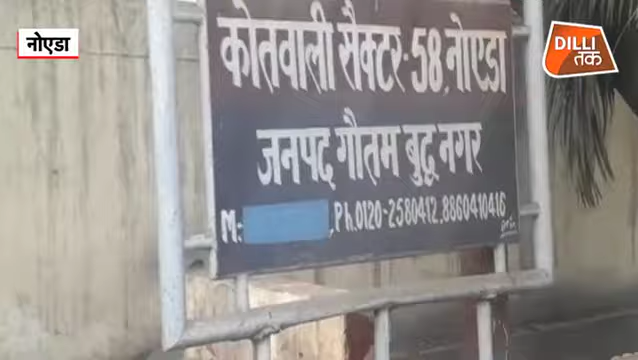 नोएडा
DILLI
तक
कोतवाली सैक्टर-58, नोएडा
जनपद गौतम बुद्व नगर
M:- ,Ph.0120-2580412,8860410416